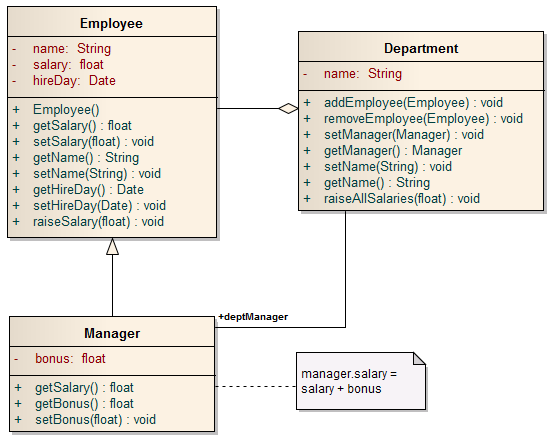 Employee
- name: String
- salary: float
- hireDay: Date
+ Employee()
+ getSalary() : float
+ setSalary(float) : void
+ getName() : String
+ setName(String) : void
+ getHireDay() : Date
+ setHireDay(Date) : void
+ raiseSalary(float) : void
Department
- name: String
+ addEmployee(Employee) : void
+ removeEmployee(Employee) : void
+ setManager(Manager) : void
+ getManager() : Manager
+ setName(String) : void
+ getName() : String
+ raiseAllSalaries(float) : void
+deptManager
Manager
- bonus: float
+ getSalary() : float
+ getBonus() : float
+ setBonus(float) : void
manager.salary =
salary + bonus